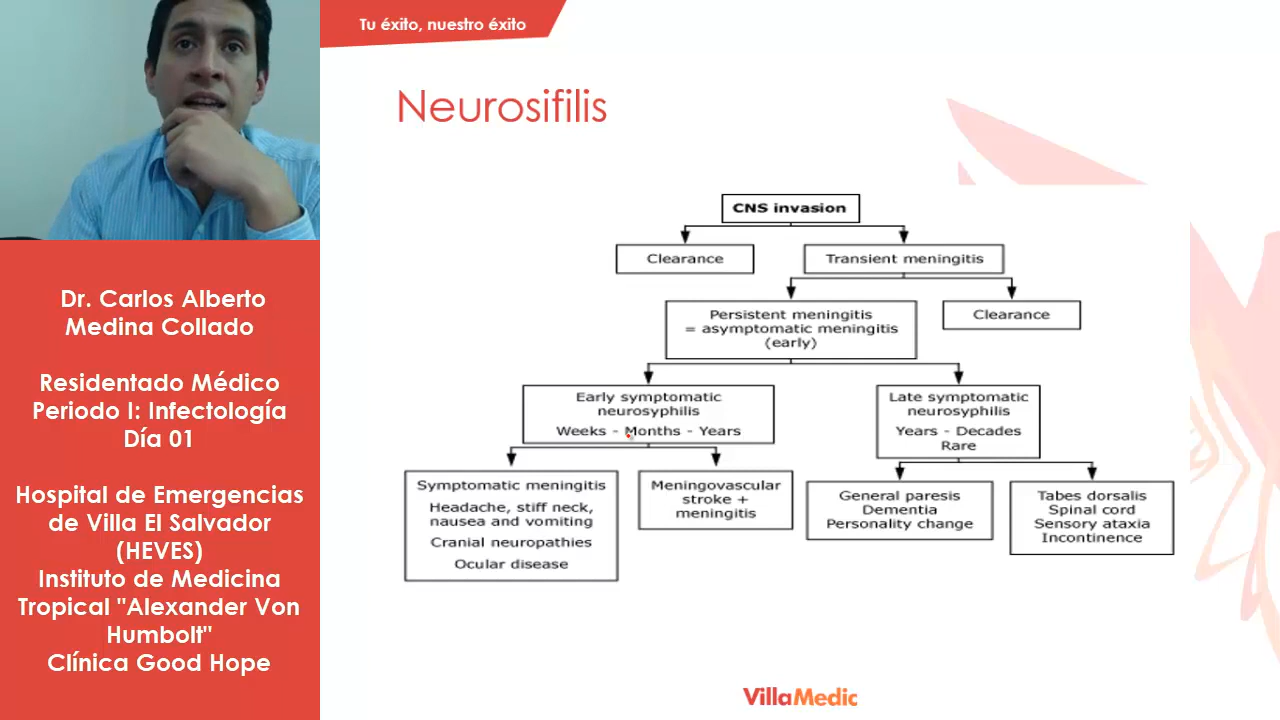 Tu éxito, nuestro éxito
Neurosifilis
Dr. Carlos Alberto
Medina Collado
Residentado Médico
Periodo I: Infectología
Día 01
Hospital de Emergencias
de Villa El Salvador
(HEVES)
Instituto de Medicina
Tropical "Alexander Von
Humbolt"
Clínica Good Hope
CNS invasion
Clearance
Transient meningitis
Persistent meningitis
= asymptomatic meningitis
(early)
Clearance
Early symptomatic
neurosyphilis
Weeks - Months - Years
Late symptomatic
neurosyphilis
Years - Decades
Rare
Symptomatic meningitis
Headache, stiff neck,
nausea and vomiting
Cranial neuropathies
Ocular disease
Meningovascular
stroke +
meningitis
General paresis
Dementia
Personality change
Tabes dorsalis
Spinal cord
Sensory ataxia
Incontinence
VillaMedic